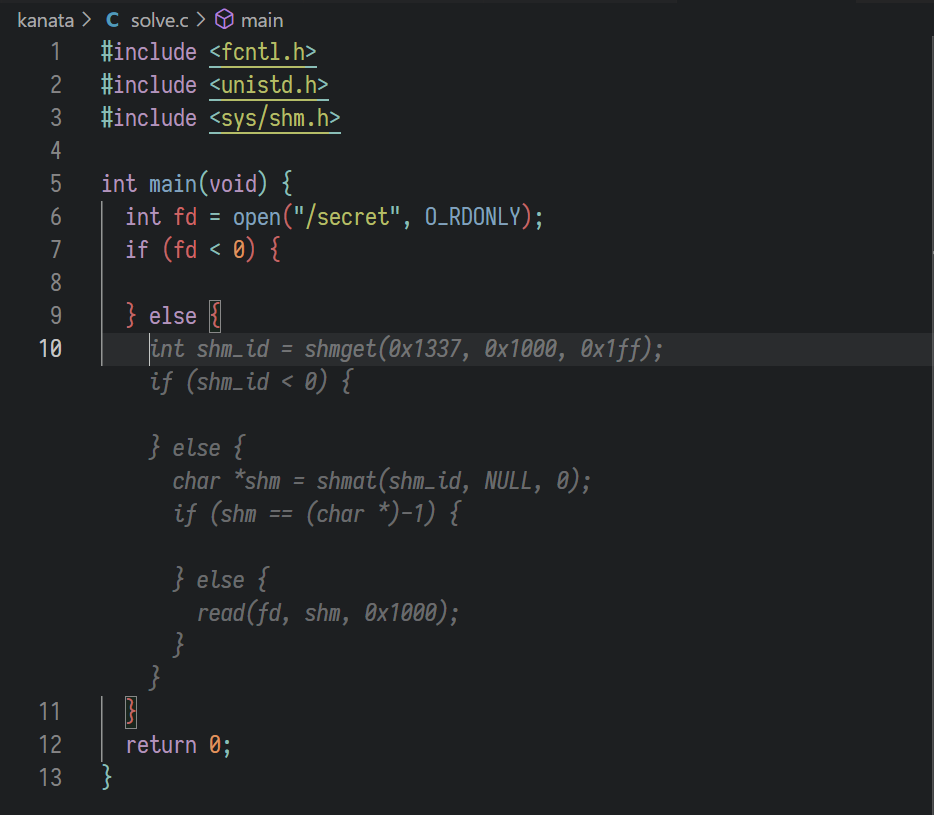 kanata > C solve.c > main
1 #include <fcntl.h>
2 #include <unistd.h>
3 #include <sys/shm.h>
4
5 int main(void) {
6   int fd = open("/secret", O_RDONLY);
7   if (fd < 0) {
8
9   } else {
10     int shm_id = shmget(0x1337, 0x1000, 0x1ff);
    if (shm_id < 0) {
    } else {
      char *shm = shmat(shm_id, NULL, 0);
      if (shm == (char *)-1) {
      } else {
        read(fd, shm, 0x1000);
      }
    }
11   }
12   return 0;
13 }